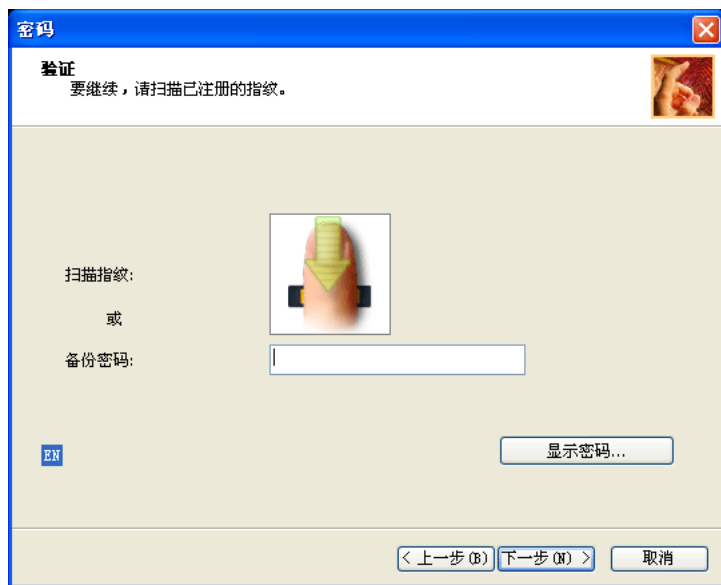 密码
验证
要继续，请扫描已注册的指纹。
扫描指纹:
或
备份密码:
EN
显示密码...
< 上一步(B)
下一步(N) >
取消